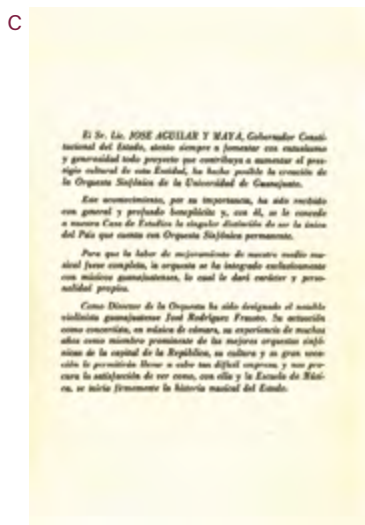 C
El Sr. Lic. JOSE AGUILAR Y MAYA, Gobernador Consti-
tucional del Estado, atento siempre a fomentar con entusiasmo
y generosidad todo proyecto que contribuya a aumentar el pres-
tigio cultural de esta Entidad, ha hecho posible la creación de
la Orquesta Sinfónica de la Universidad de Guanajuato.
Este acontecimiento, por su importancia, ha sido recibido
con general y profundo beneplácito y, con él, se le concede
a nuestra Casa de Estudios la singular distinción de ser la única
del País que cuenta con Orquesta Sinfónica permanente.
Para que la labor de mejoramiento de nuestro medio mu-
sical fuese completa, la orquesta se ha integrado exclusivamente
con músicos guanajuatenses, lo cual le dará carácter y perso-
nalidad propios.
Como Director de la Orquesta ha sido designado el notable
violinista guanajuatense José Rodríguez Frausto. Su actuación
como concertista, en música de cámara, su experiencia de muchos
años como miembro prominente de las mejores orquestas sinfó-
nicas de la capital de la República, su cultura y su gran voca-
ción le permitirán llevar a cabo tan difícil empresa y nos pro-
cura la satisfacción de ver como, con ella y la Escuela de Músi-
ca, se inicia firmemente la historia musical del Estado.